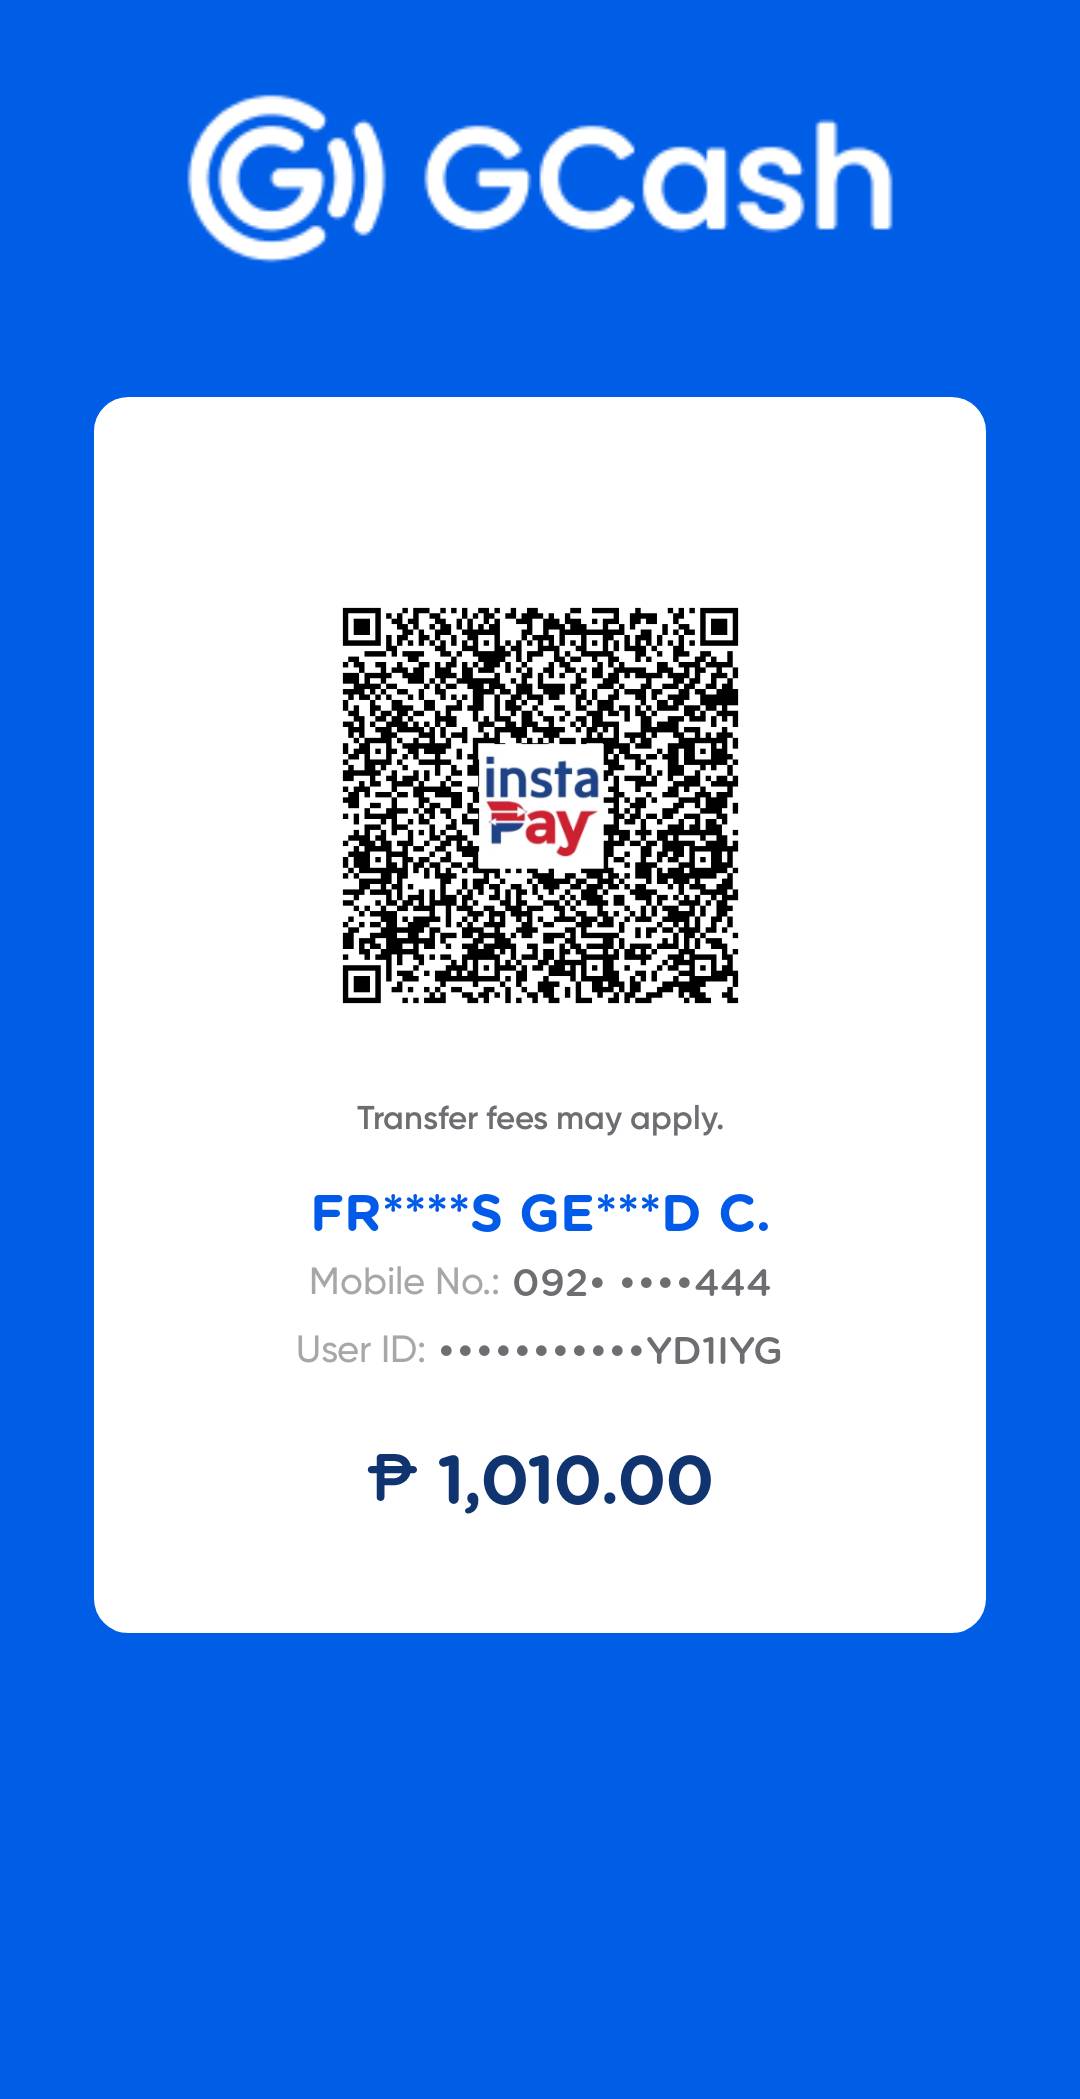 GCash
insta
Pay
Transfer fees may apply.
FR****S GE***D C.
Mobile No.: 092• ••••444
User ID: •••••••••••YD1IYG
₱ 1,010.00